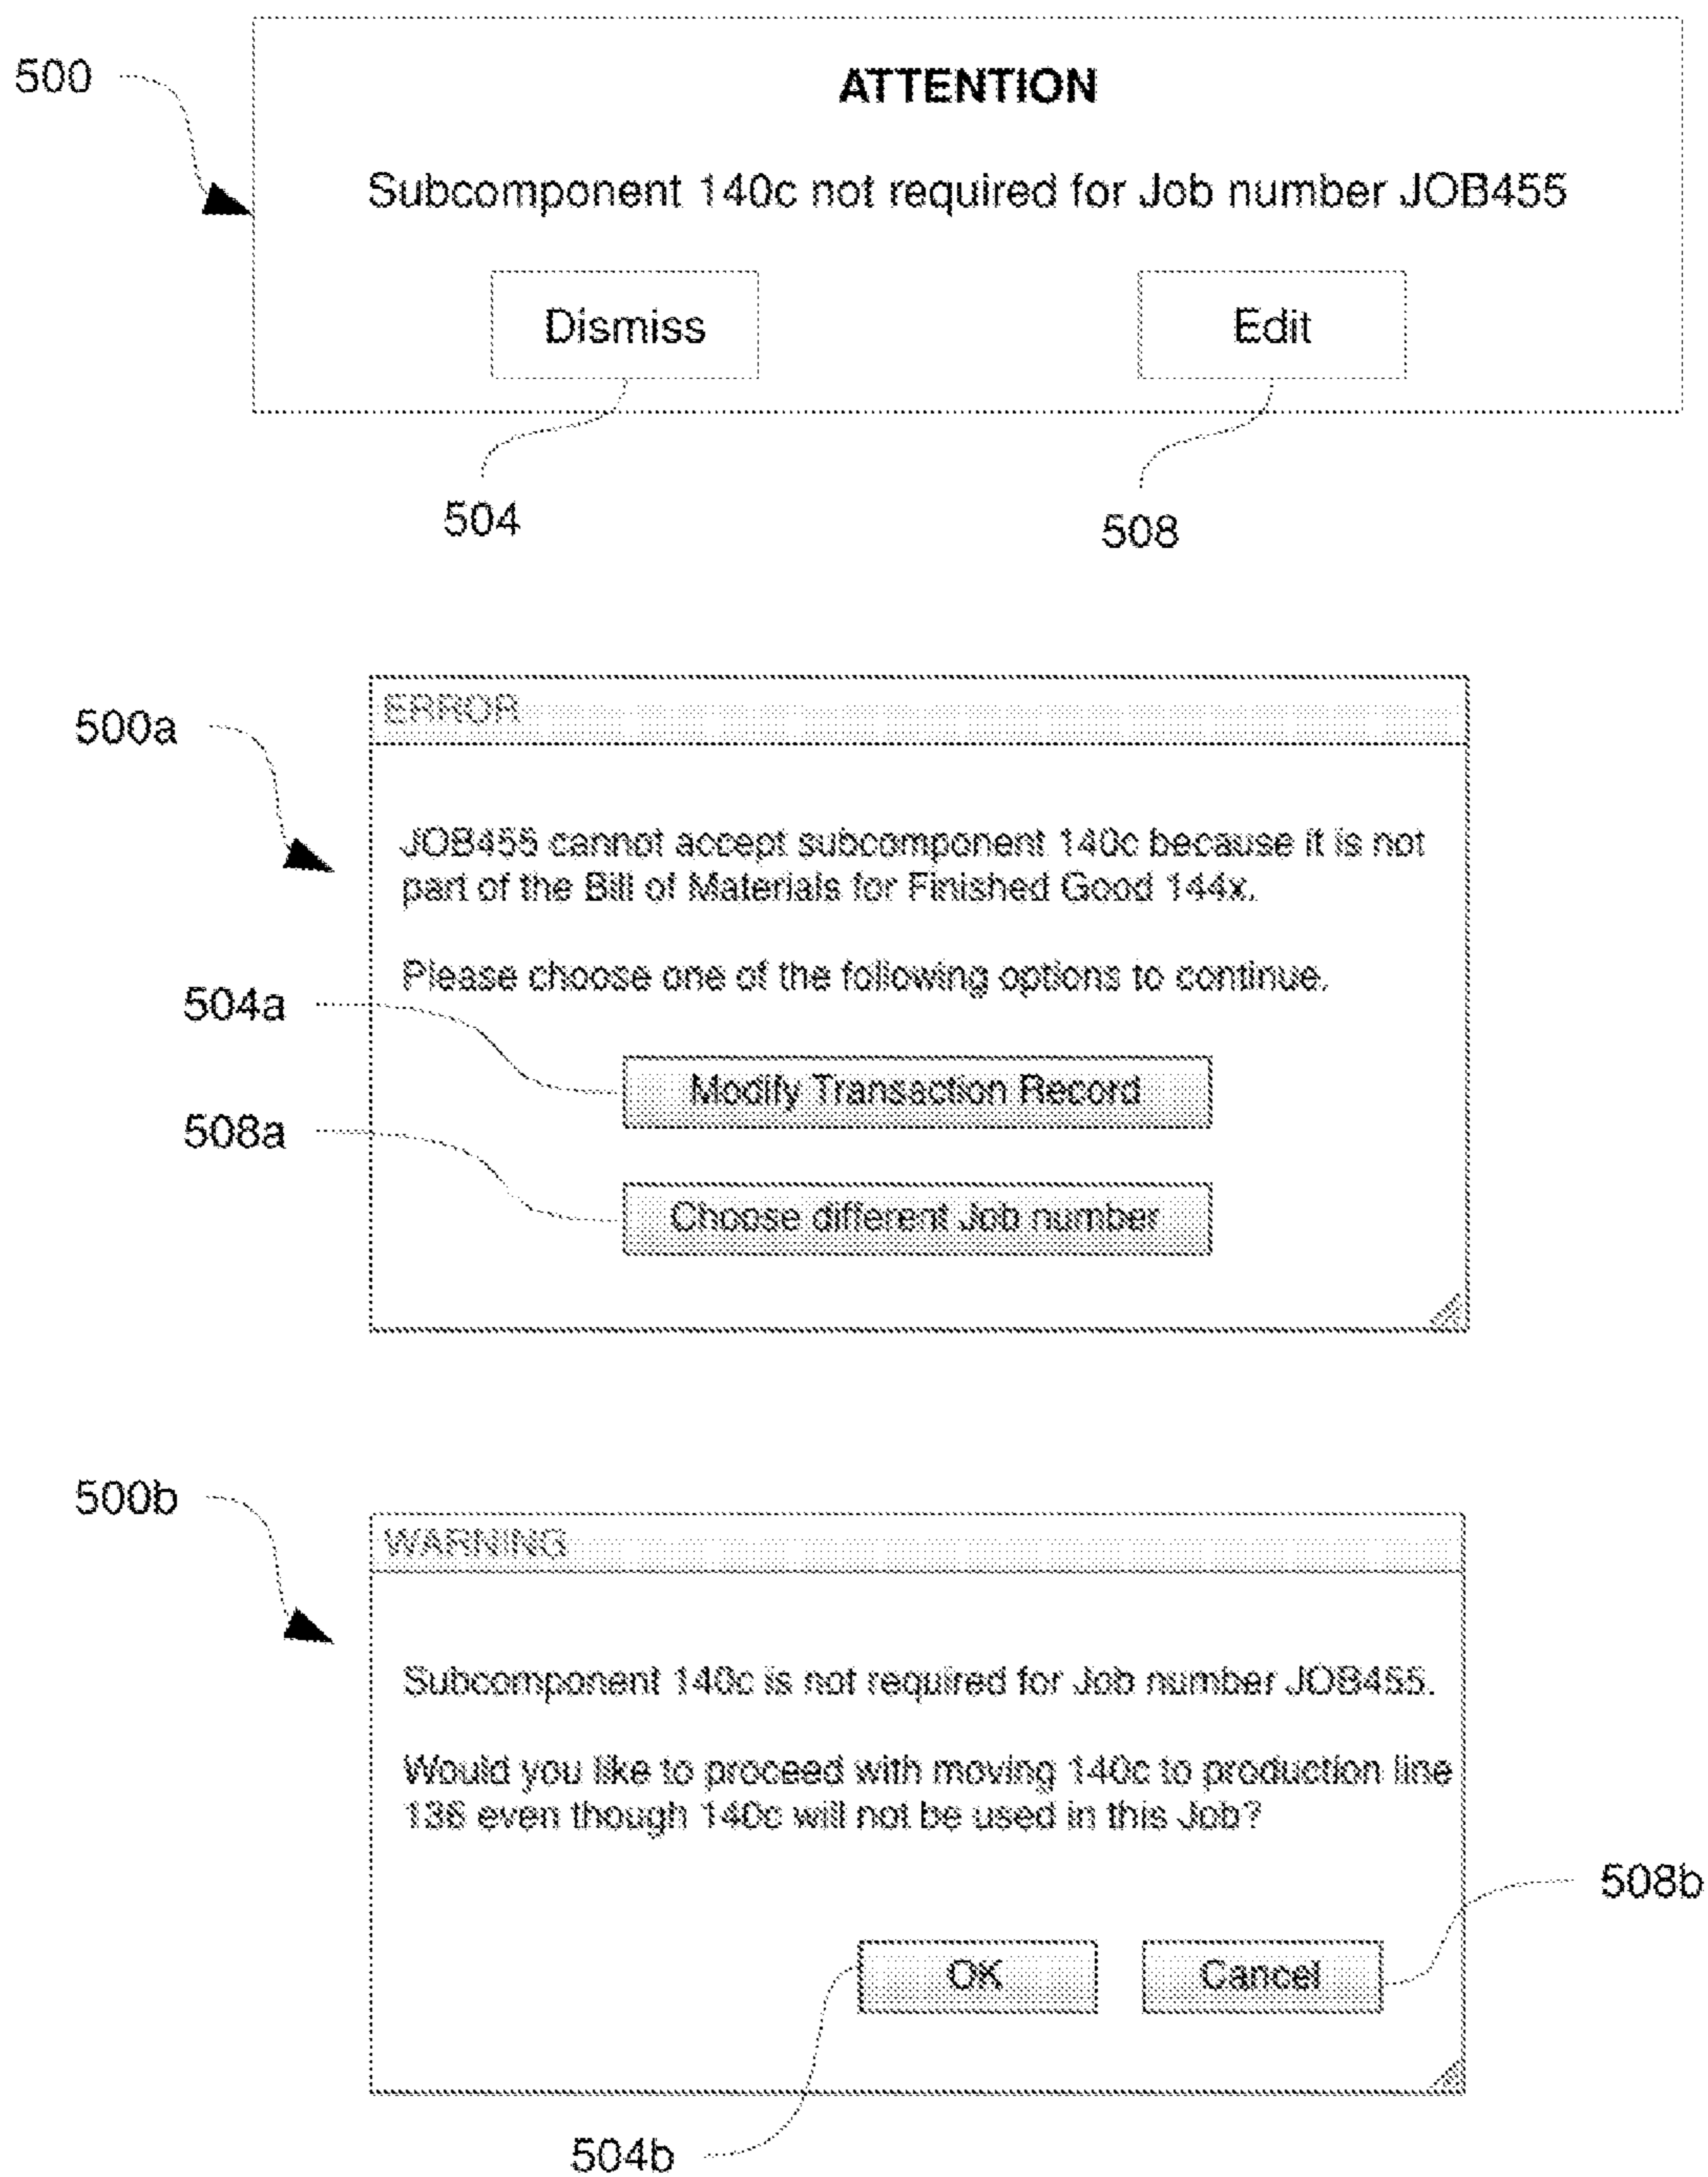 500
ATTENTION
Subcomponent 140c not required for Job number JOB455
Dismiss
Edit
504
508
500a
ERROR
JOB455 cannot accept subcomponent 140c because it is not
part of the Bill of Materials for Finished Good 144x.
Please choose one of the following options to continue.
504a
Modify Transaction Record
508a
Choose different Job number
500b
WARNING
Subcomponent 140c is not required for Job number JOB455.
Would you like to proceed with moving 140c to production line
136 even though 140c will not be used in this Job?
508b
OK
Cancel
504b